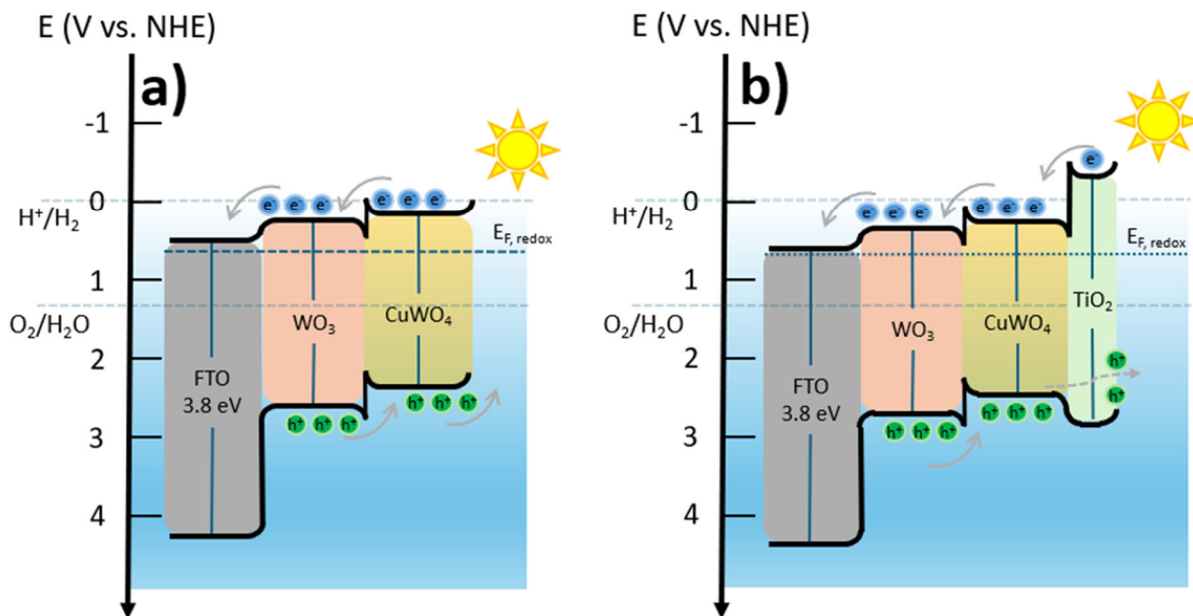 E (V vs. NHE)
a)
-1
0
H⁺/H₂
E_F, redox
1
O₂/H₂O
2
3
4
FTO
3.8 eV
WO₃
CuWO₄
e⁻ e⁻ e⁻
e⁻ e⁻ e⁻
h⁺ h⁺ h⁺
h⁺ h⁺ h⁺
E (V vs. NHE)
b)
-1
0
H⁺/H₂
E_F, redox
1
O₂/H₂O
2
3
4
FTO
3.8 eV
WO₃
CuWO₄
TiO₂
e⁻ e⁻ e⁻
e⁻ e⁻ e⁻
e⁻
h⁺ h⁺ h⁺
h⁺ h⁺ h⁺
h⁺
h⁺